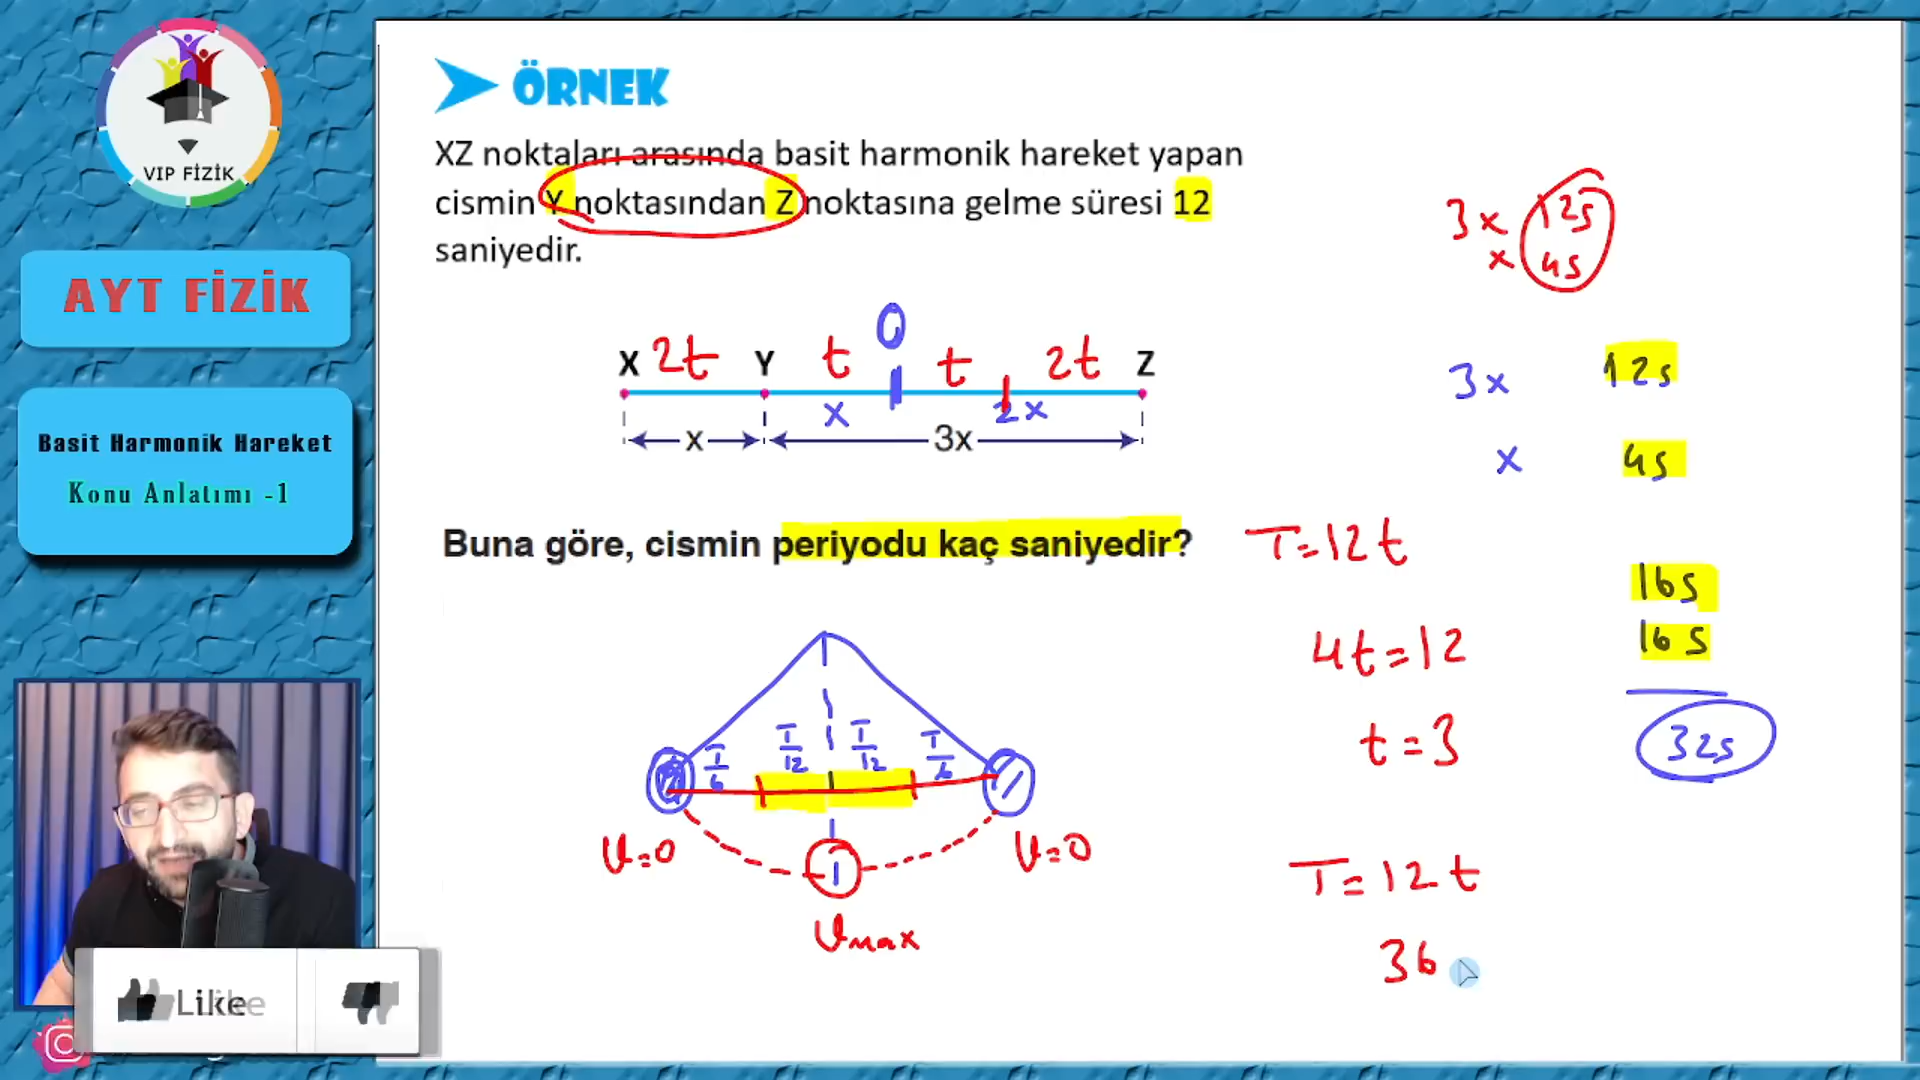 VIP FİZİK
AYT FİZİK
Basit Harmonik Hareket
Konu Anlatımı -1
ÖRNEK
XZ noktaları arasında basit harmonik hareket yapan
cismin Y noktasından Z noktasına gelme süresi 12
saniyedir.
X 2t Y t O t 2t Z
x 2x
x 3x
Buna göre, cismin periyodu kaç saniyedir?
T/6 T/12 T/12 T/6
V=0 V=0
Vmax
3x 12s
x 4s
3x 12s
x 4s
16s
16s
32s
T=12t
4t=12
t=3
T=12t
36
Like